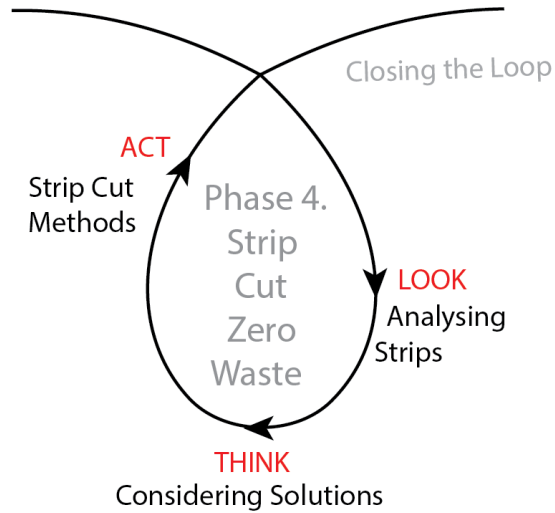 Closing the Loop
ACT
Strip Cut
Methods
Phase 4.
Strip
Cut
Zero
Waste
LOOK
Analysing
Strips
THINK
Considering Solutions